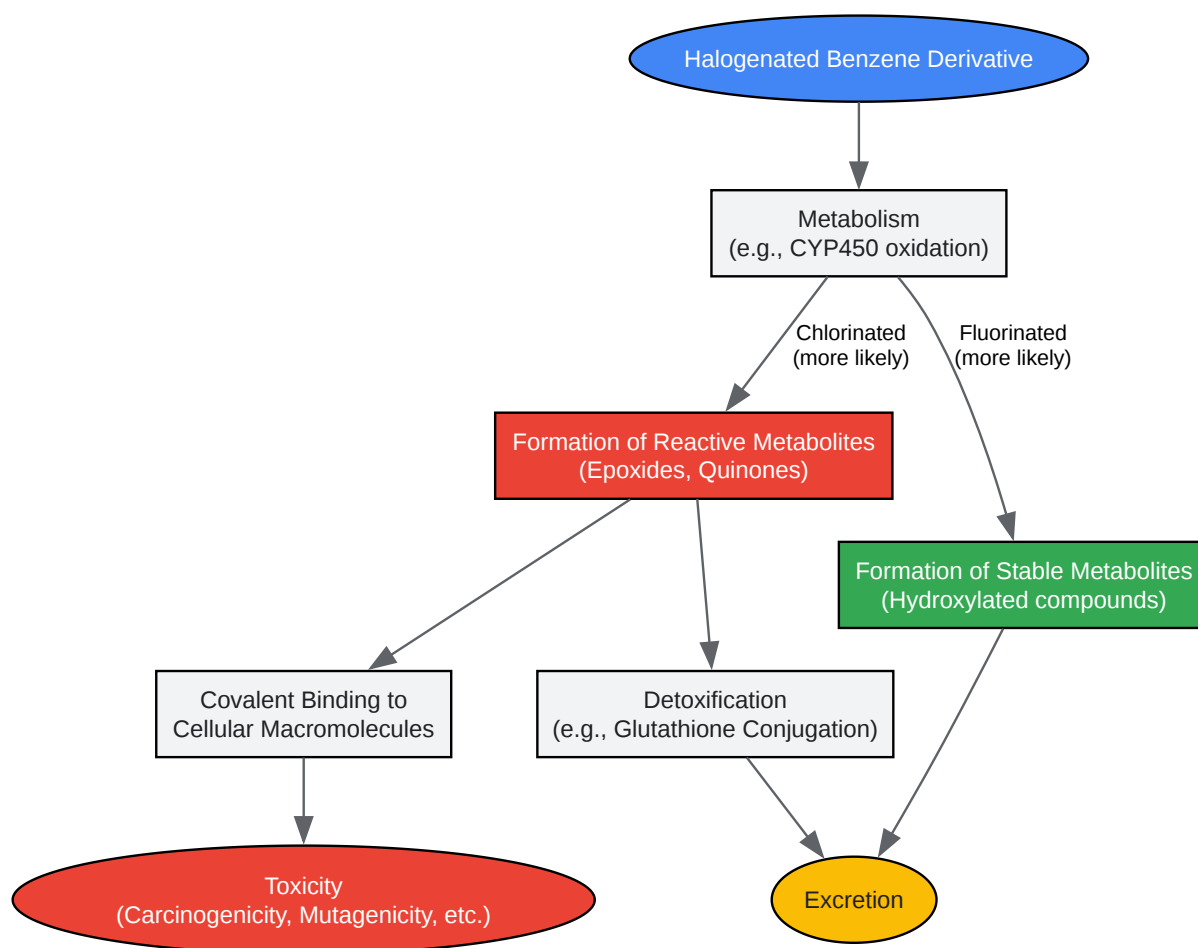 Halogenated Benzene Derivative
Metabolism
(e.g., CYP450 oxidation)
Chlorinated
(more likely)
Fluorinated
(more likely)
Formation of Reactive Metabolites
(Epoxides, Quinones)
Formation of Stable Metabolites
(Hydroxylated compounds)
Covalent Binding to
Cellular Macromolecules
Detoxification
(e.g., Glutathione Conjugation)
Toxicity
(Carcinogenicity, Mutagenicity, etc.)
Excretion